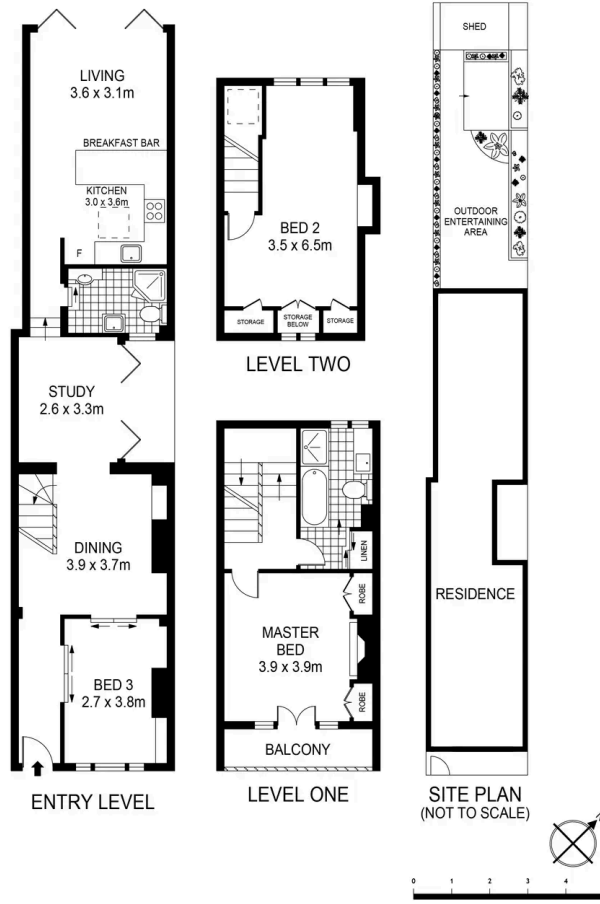 LIVING
3.6 x 3.1m
BREAKFAST BAR
KITCHEN
3.0 x 3.6m
F
STUDY
2.6 x 3.3m
DINING
3.9 x 3.7m
BED 3
2.7 x 3.8m
ENTRY LEVEL
BED 2
3.5 x 6.5m
STORAGE
STORAGE
BELOW
STORAGE
LEVEL TWO
LINEN
ROBE
MASTER
BED
3.9 x 3.9m
ROBE
BALCONY
LEVEL ONE
SHED
OUTDOOR
ENTERTAINING
AREA
RESIDENCE
SITE PLAN
(NOT TO SCALE)
0 1 2 3 4